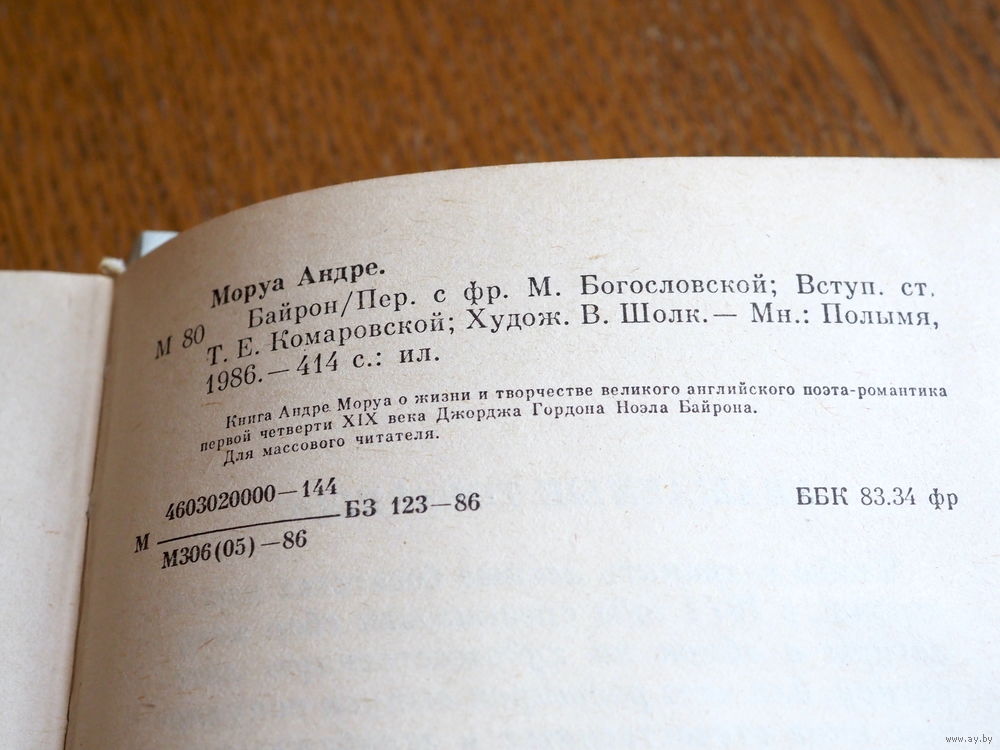 Моруа Андре.
М 80 Байрон/Пер. с фр. М. Богословской; Вступ. ст.
Т. Е. Комаровской; Худож. В. Шолк.— Мн.: Полымя,
1986.— 414 с.: ил.
Книга Андре Моруа о жизни и творчестве великого английского поэта-романтика
первой четверти XIX века Джорджа Гордона Ноэла Байрона.
Для массового читателя.
4603020000—144
М БЗ 123—86 ББК 83.34 фр
М306(05)—86
www.ay.by